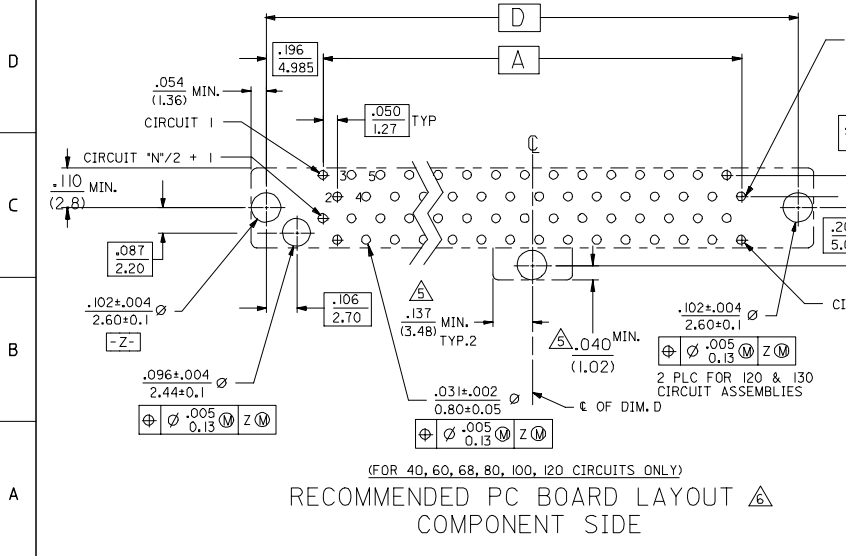 D
D
.196
4.985
A
.054
(1.36) MIN.
.050
1.27 TYP
CIRCUIT 1
℄
CIRCUIT "N"/2 + 1
3 5
.110
(2.8) MIN.
2 4
C
.087
2.20
.20
5.0
.102±.004
2.60±0.1 Ø
-Z-
.106
2.70
5
.137
(3.48) MIN.
TYP.2
5
.040 MIN.
(1.02)
.102±.004
2.60±0.1 Ø
CI
B
⌖ Ø .005
0.13 Ⓜ Z Ⓜ
2 PLC FOR 120 & 130
CIRCUIT ASSEMBLIES
.096±.004
2.44±0.1 Ø
⌖ Ø .005
0.13 Ⓜ Z Ⓜ
.031±.002
0.80±0.05 Ø
⌖ Ø .005
0.13 Ⓜ Z Ⓜ
℄ OF DIM.D
(FOR 40, 60, 68, 80, 100, 120 CIRCUITS ONLY)
A
RECOMMENDED PC BOARD LAYOUT 6
COMPONENT SIDE